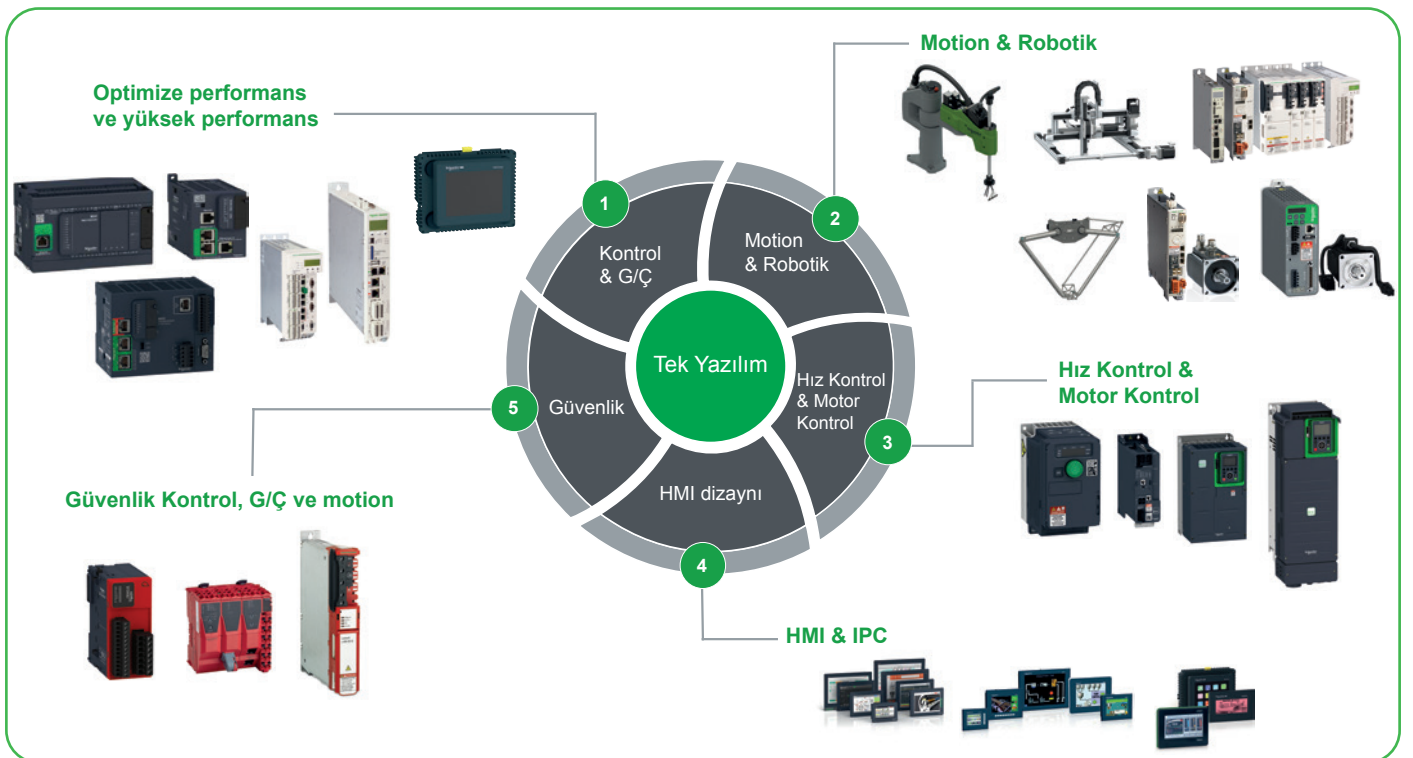 Motion & Robotik
Optimize performans
ve yüksek performans
1
Kontrol
& G/Ç
2
Motion
& Robotik
Tek Yazılım
Hız Kontrol
& Motor
Kontrol
3
Hız Kontrol &
Motor Kontrol
5
Güvenlik
HMI dizaynı
4
Güvenlik Kontrol, G/Ç ve motion
HMI & IPC